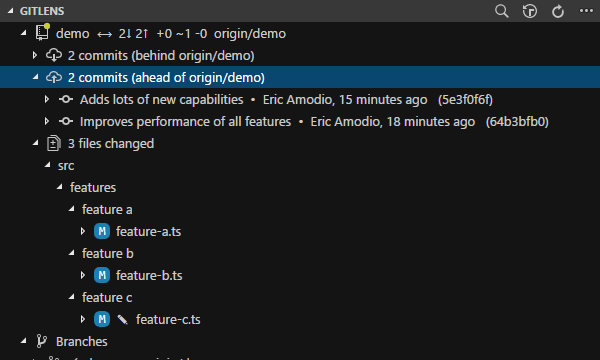 GITLENS
demo ↔ 2↓ 2↑ +0 ~1 -0 origin/demo
2 commits (behind origin/demo)
2 commits (ahead of origin/demo)
Adds lots of new capabilities • Eric Amodio, 15 minutes ago (5e3f0f6f)
Improves performance of all features • Eric Amodio, 18 minutes ago (64b3bfb0)
3 files changed
src
features
feature a
M feature-a.ts
feature b
M feature-b.ts
feature c
M feature-c.ts
Branches